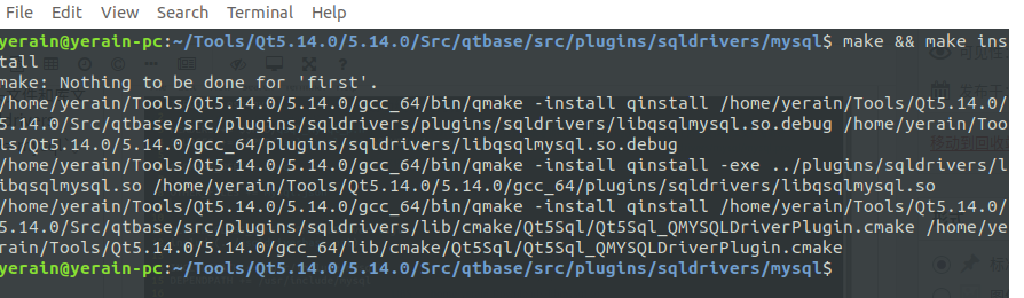 File Edit View Search Terminal Help
yerain@yerain-pc:~/Tools/Qt5.14.0/5.14.0/Src/qtbase/src/plugins/sqldrivers/mysql$ make && make ins
tall
make: Nothing to be done for 'first'.
/home/yerain/Tools/Qt5.14.0/5.14.0/gcc_64/bin/qmake -install qinstall /home/yerain/Tools/Qt5.14.0/
5.14.0/Src/qtbase/src/plugins/sqldrivers/plugins/sqldrivers/libqsqlmysql.so.debug /home/yerain/Too
ls/Qt5.14.0/5.14.0/gcc_64/plugins/sqldrivers/libqsqlmysql.so.debug
/home/yerain/Tools/Qt5.14.0/5.14.0/gcc_64/bin/qmake -install qinstall -exe ../plugins/sqldrivers/l
ibqsqlmysql.so /home/yerain/Tools/Qt5.14.0/5.14.0/gcc_64/plugins/sqldrivers/libqsqlmysql.so
/home/yerain/Tools/Qt5.14.0/5.14.0/gcc_64/bin/qmake -install qinstall /home/yerain/Tools/Qt5.14.0/
5.14.0/Src/qtbase/src/plugins/sqldrivers/lib/cmake/Qt5Sql/Qt5Sql_QMYSQLDriverPlugin.cmake /home/ye
rain/Tools/Qt5.14.0/5.14.0/gcc_64/lib/cmake/Qt5Sql/Qt5Sql_QMYSQLDriverPlugin.cmake
yerain@yerain-pc:~/Tools/Qt5.14.0/5.14.0/Src/qtbase/src/plugins/sqldrivers/mysql$